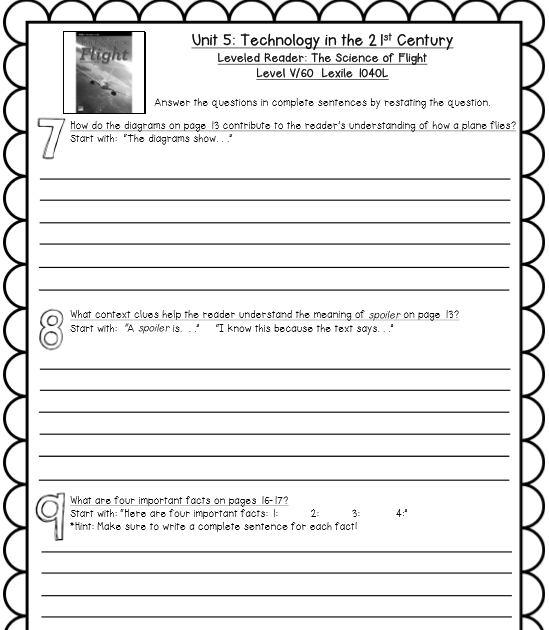 Flight
Unit 5: Technology in the 21st Century
Leveled Reader: The Science of Flight
Level V/60 Lexile 1040L
Answer the questions in complete sentences by restating the question.
7 How do the diagrams on page 13 contribute to the reader's understanding of how a plane flies?
Start with: "The diagrams show. . ."
8 What context clues help the reader understand the meaning of spoiler on page 13?
Start with: "A spoiler is. . ." "I know this because the text says. . ."
9 What are four important facts on pages 16-17?
Start with: "Here are four important facts: 1: 2: 3: 4:"
*Hint: Make sure to write a complete sentence for each fact!